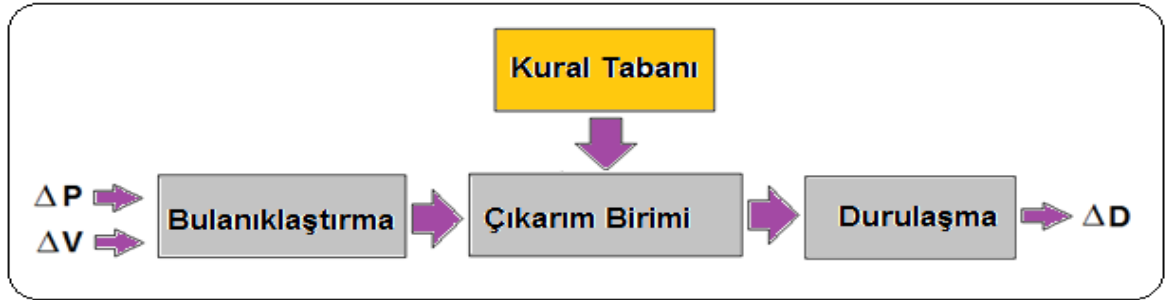 Kural Tabanı
ΔP
ΔV
Bulanıklaştırma
Çıkarım Birimi
Durulaşma
ΔD